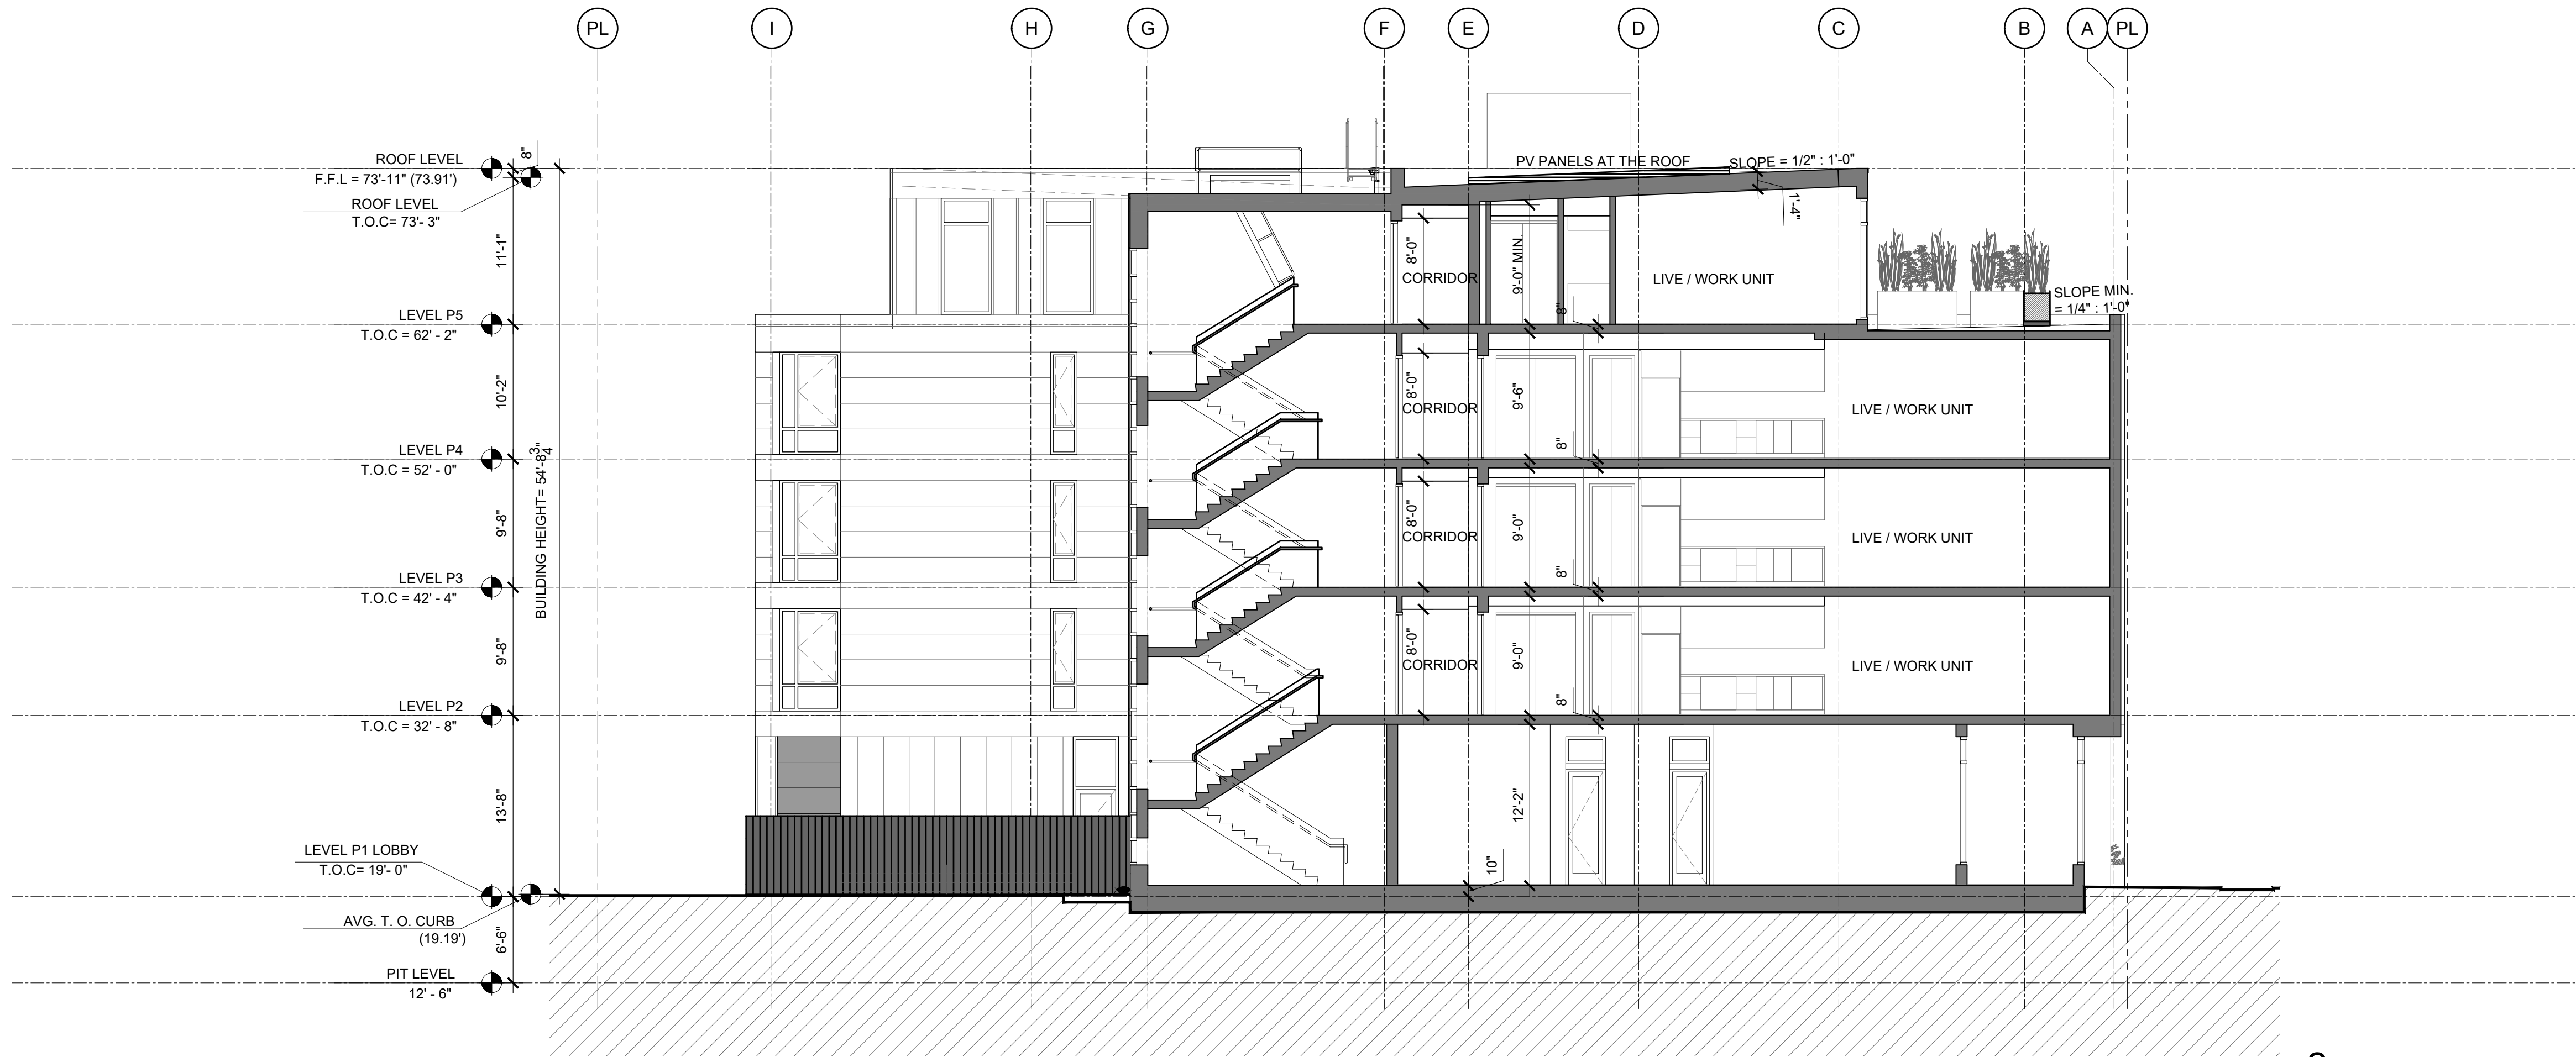 PL I H G F E D C B A PL
ROOF LEVEL
F.F.L = 73'-11" (73.91')
8"
ROOF LEVEL
T.O.C= 73'- 3"
11'-1"
LEVEL P5
T.O.C = 62' - 2"
10'-2"
LEVEL P4
T.O.C = 52' - 0"
9'-8"
LEVEL P3
T.O.C = 42' - 4"
9'-8"
LEVEL P2
T.O.C = 32' - 8"
13'-8"
LEVEL P1 LOBBY
T.O.C= 19'- 0"
AVG. T. O. CURB
(19.19')
6'-6"
PIT LEVEL
12' - 6"
BUILDING HEIGHT= 54'-8 3/4"
PV PANELS AT THE ROOF
SLOPE = 1/2" : 1'-0"
1'-4"
8'-0"
CORRIDOR
9'-0" MIN.
LIVE / WORK UNIT
8"
SLOPE MIN.
= 1/4" : 1'-0"
8'-0"
CORRIDOR
9'-6"
8"
LIVE / WORK UNIT
8'-0"
CORRIDOR
9'-0"
8"
LIVE / WORK UNIT
8'-0"
CORRIDOR
9'-0"
8"
LIVE / WORK UNIT
12'-2"
10"